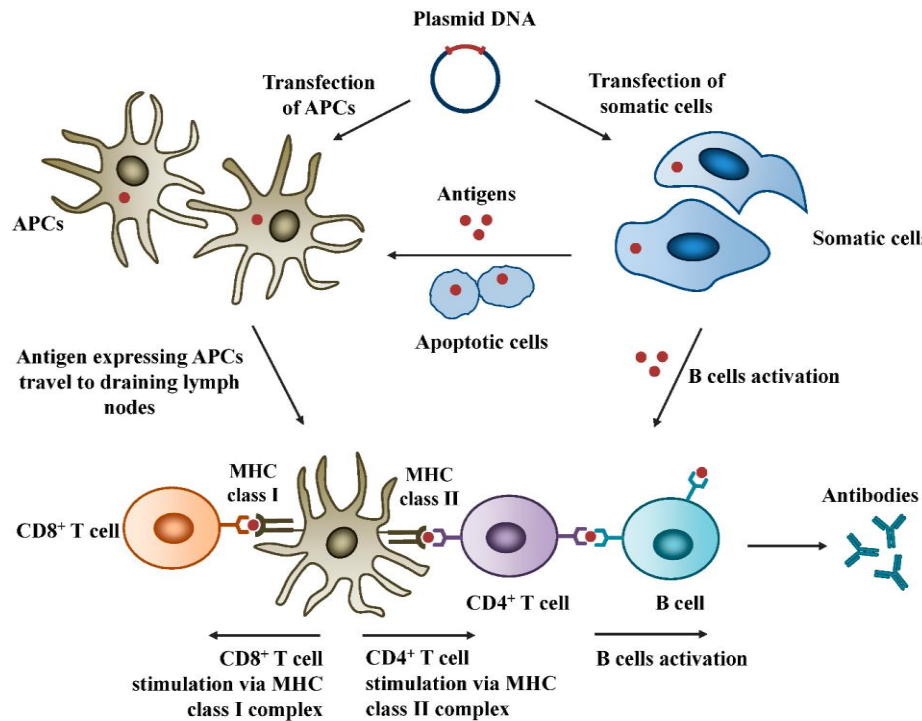 Plasmid DNA
Transfection
of APCs
Transfection of
somatic cells
APCs
Antigens
Somatic cells
Apoptotic cells
Antigen expressing APCs
travel to draining lymph
nodes
B cells activation
MHC
class I
MHC
class II
Antibodies
CD8⁺ T cell
CD4⁺ T cell
B cell
CD8⁺ T cell
stimulation via MHC
class I complex
CD4⁺ T cell
stimulation via MHC
class II complex
B cells activation